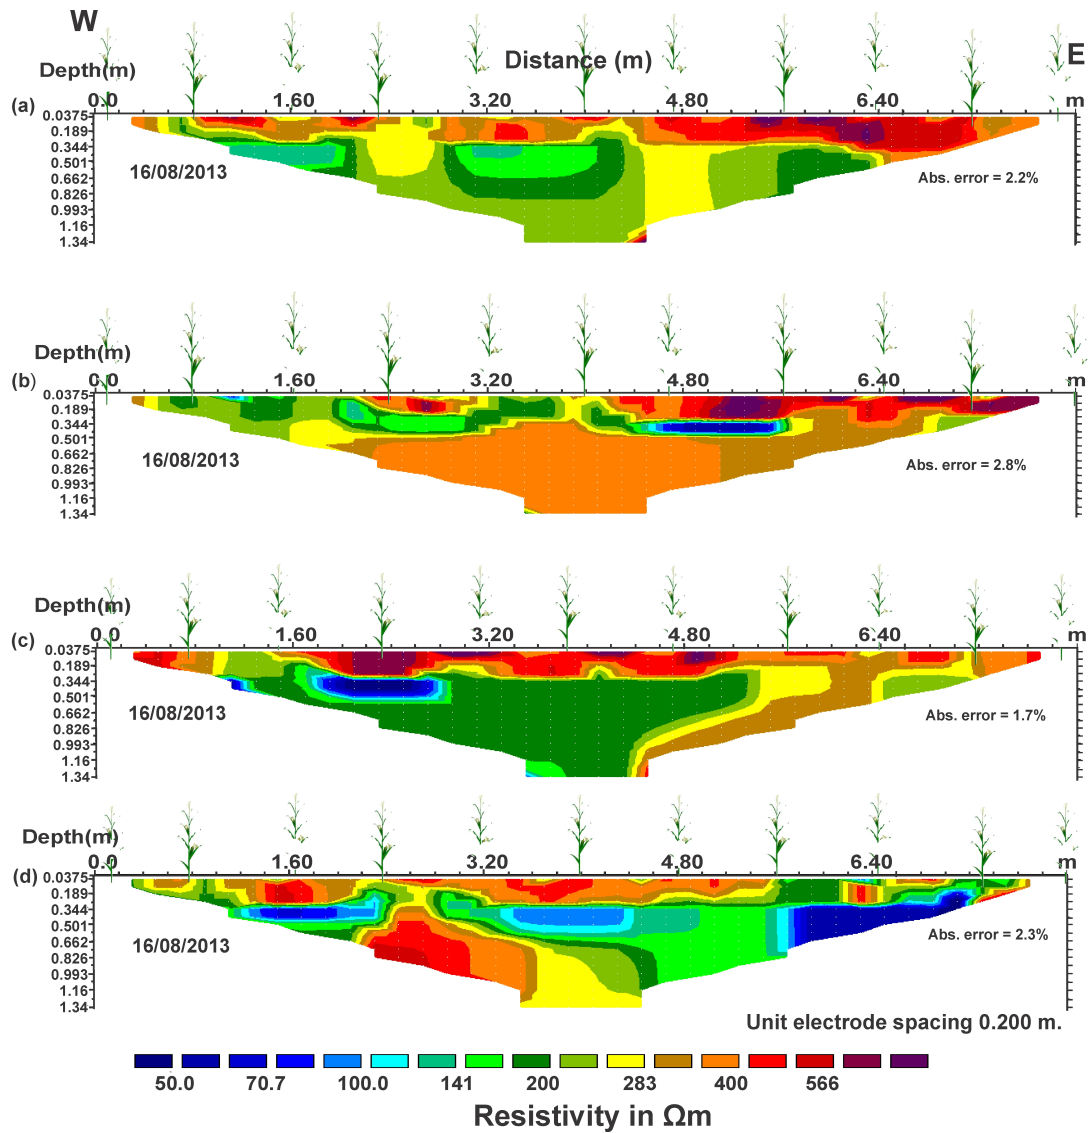 W
Distance (m)
E
Depth(m)
(a)
0.0 1.60 3.20 4.80 6.40 m
0.0375
0.189
0.344
0.501
0.662
0.826
0.993
1.16
1.34
16/08/2013
Abs. error = 2.2%
Depth(m)
(b)
0.0 1.60 3.20 4.80 6.40 m
0.0375
0.189
0.344
0.501
0.662
0.826
0.993
1.16
1.34
16/08/2013
Abs. error = 2.8%
Depth(m)
(c)
0.0 1.60 3.20 4.80 6.40 m
0.0375
0.189
0.344
0.501
0.662
0.826
0.993
1.16
1.34
16/08/2013
Abs. error = 1.7%
Depth(m)
(d)
0.0 1.60 3.20 4.80 6.40 m
0.0375
0.189
0.344
0.501
0.662
0.826
0.993
1.16
1.34
16/08/2013
Abs. error = 2.3%
Unit electrode spacing 0.200 m.
50.0 70.7 100.0 141 200 283 400 566
Resistivity in Ωm